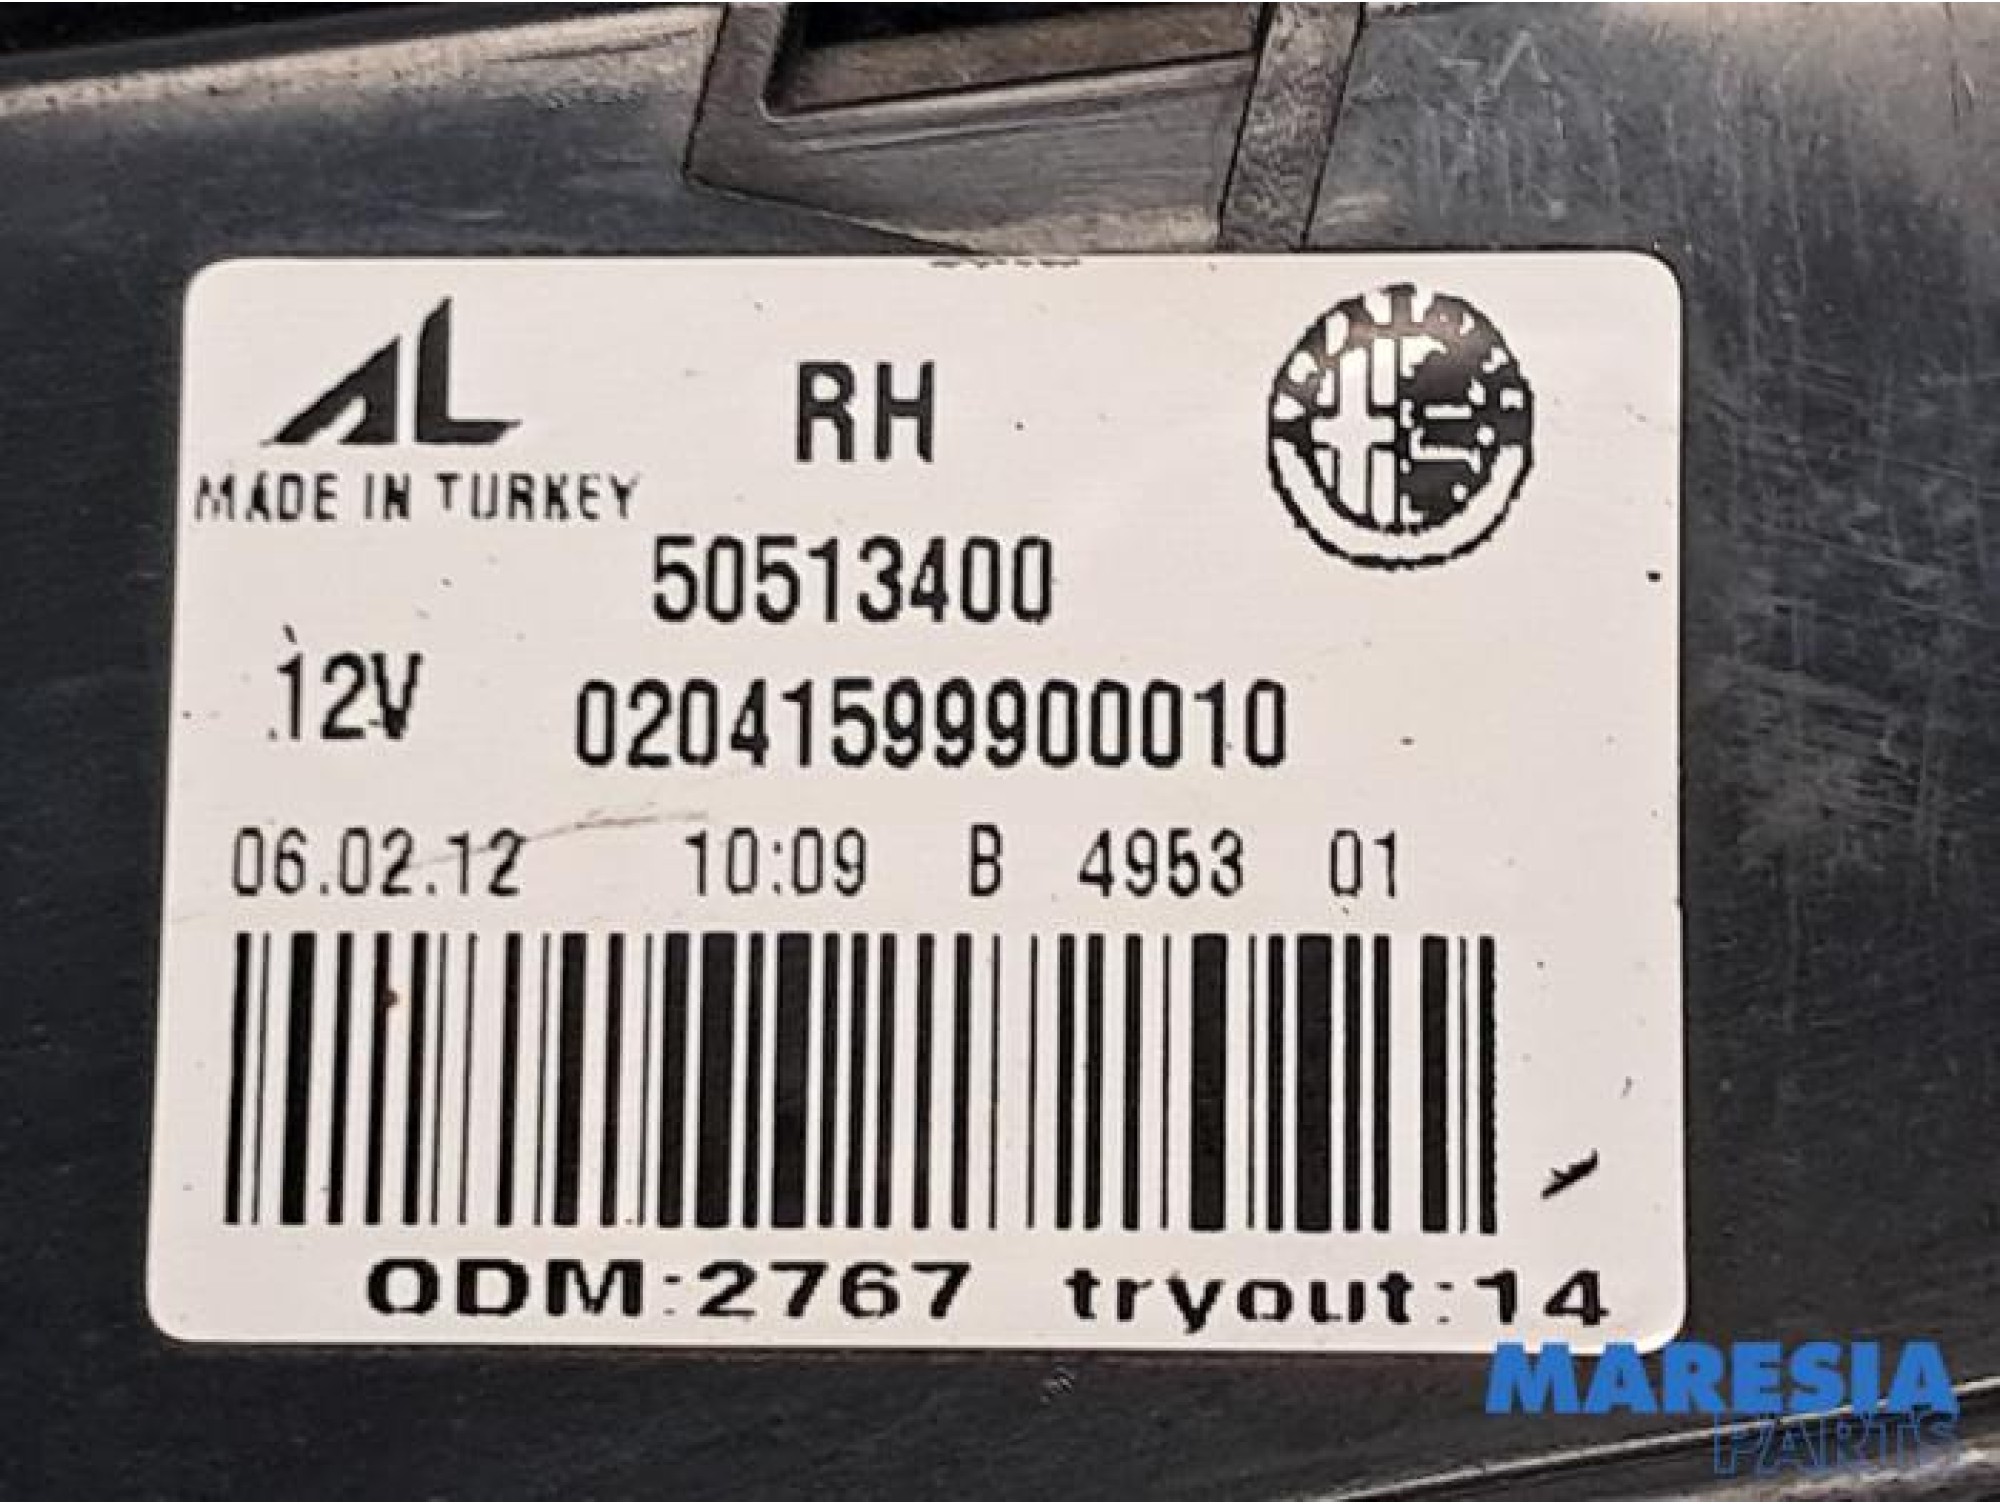 AL
RH
MADE IN TURKEY
50513400
12V 02041599900010
06.02.12 10:09 B 4953 01
ODM:2767 tryout:14
MARESIA
PARTS